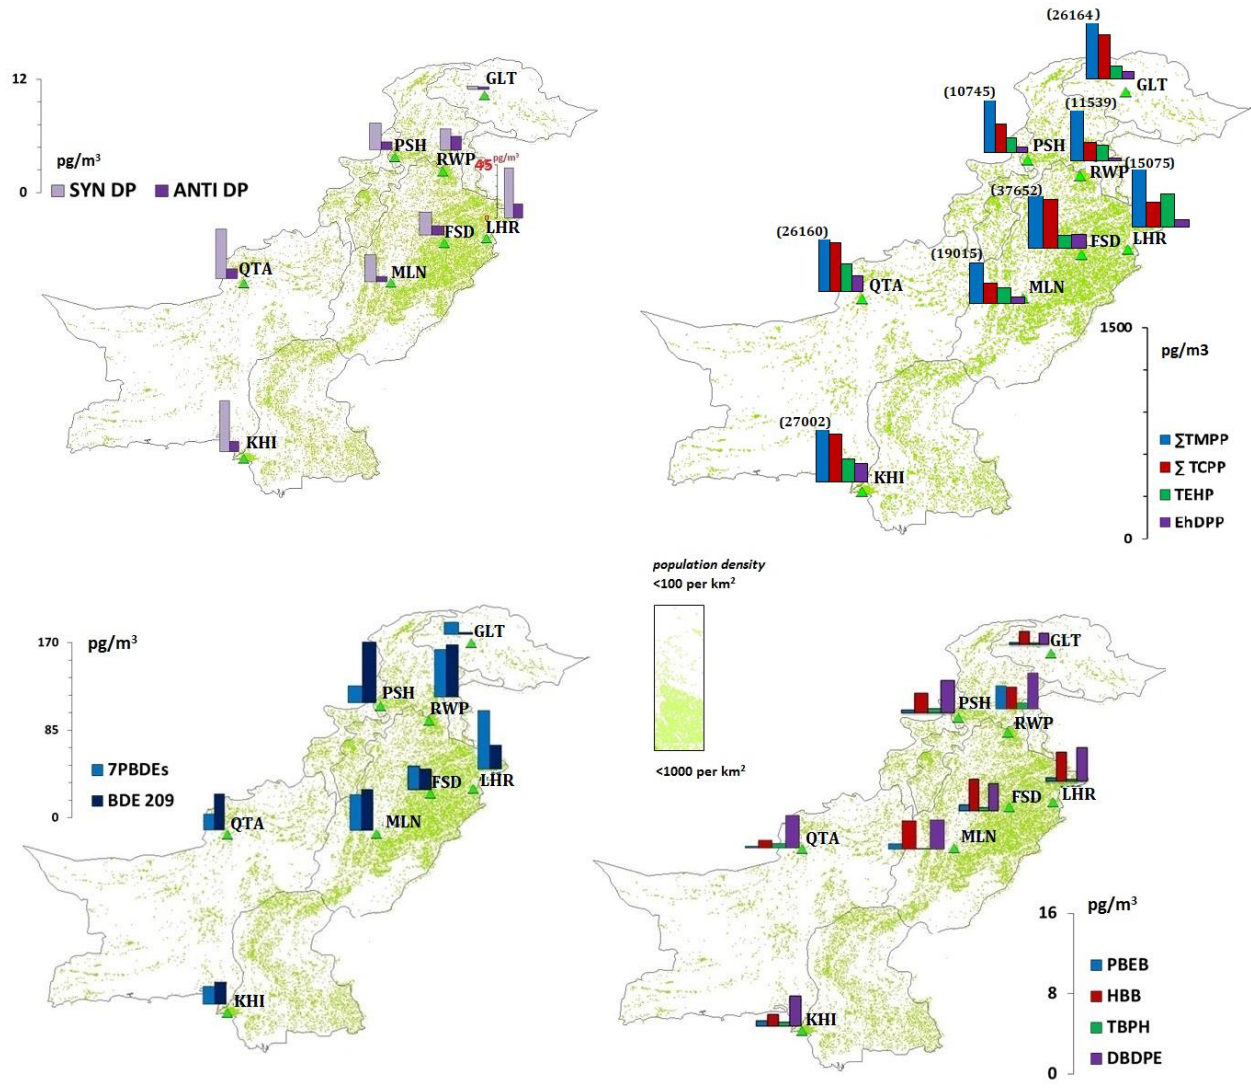 12
pg/m³
0
SYN DP
ANTI DP
GLT
PSH
RWP
45 pg/m³
0
FSD
LHR
QTA
MLN
KHI
(26164)
GLT
(10745)
PSH
(11539)
RWP
(15075)
LHR
(37652)
FSD
(26160)
QTA
(19015)
MLN
(27002)
KHI
1500
pg/m3
∑TMPP
∑ TCPP
TEHP
EhDPP
0
170
pg/m³
85
0
7PBDEs
BDE 209
GLT
PSH
RWP
LHR
FSD
MLN
QTA
KHI
population density
<100 per km²
<1000 per km²
GLT
PSH
RWP
LHR
FSD
MLN
QTA
KHI
16
pg/m³
8
0
PBEB
HBB
TBPH
DBDPE